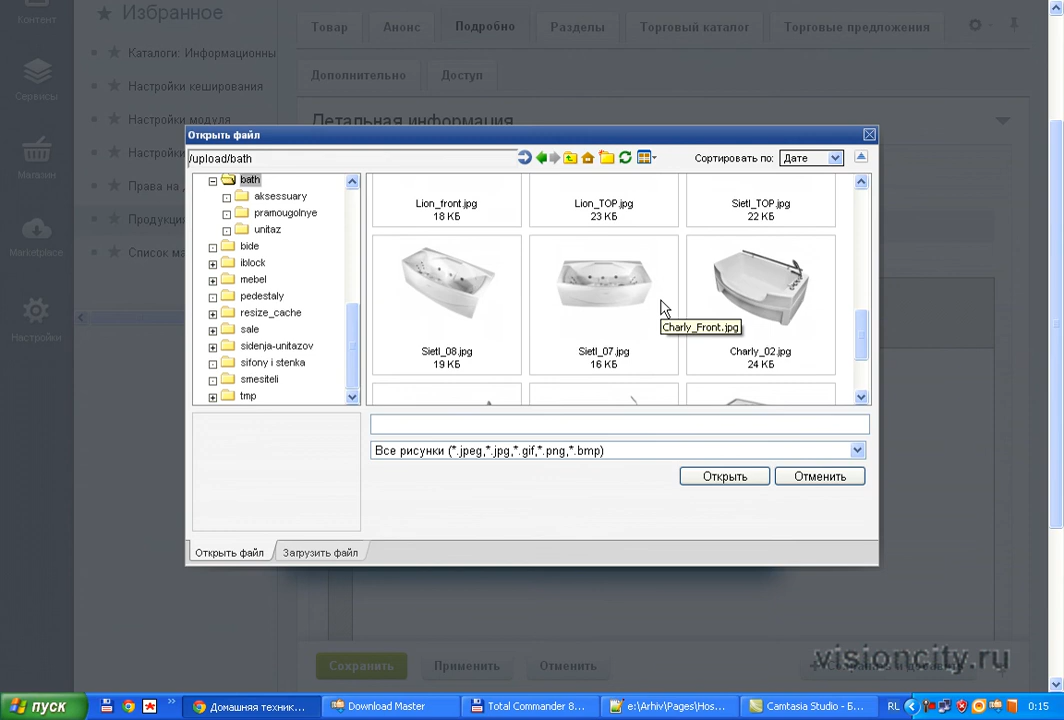 Контент
Избранное
Каталоги: Информационны
Настройки кеширования
Настройки модуля
Настройки
Права на д
Продукция
Список ма
Сервисы
Магазин
Marketplace
Настройки
Товар
Анонс
Подробно
Разделы
Торговый каталог
Торговые предложения
Дополнительно
Доступ
Детальная информация
Открыть файл
/upload/bath
Сортировать по:
Дате
bath
aksessuary
pramougolnye
unitaz
bide
iblock
mebel
pedestaly
resize_cache
sale
sidenja-unitazov
sifony i stenka
smesiteli
tmp
Lion_front.jpg
18 КБ
Lion_TOP.jpg
23 КБ
Sietl_TOP.jpg
22 КБ
Charly_Front.jpg
Sietl_08.jpg
19 КБ
Sietl_07.jpg
16 КБ
Charly_02.jpg
24 КБ
Все рисунки (*.jpeg,*.jpg,*.gif,*.png,*.bmp)
Открыть
Отменить
Открыть файл
Загрузить файл
Сохранить
Применить
Отменить
visioncity.ru
пуск
Домашняя техник...
Download Master
Total Commander 8...
e:\Arhiv\Pages\Hos...
Camtasia Studio - Б...
RL
0:15